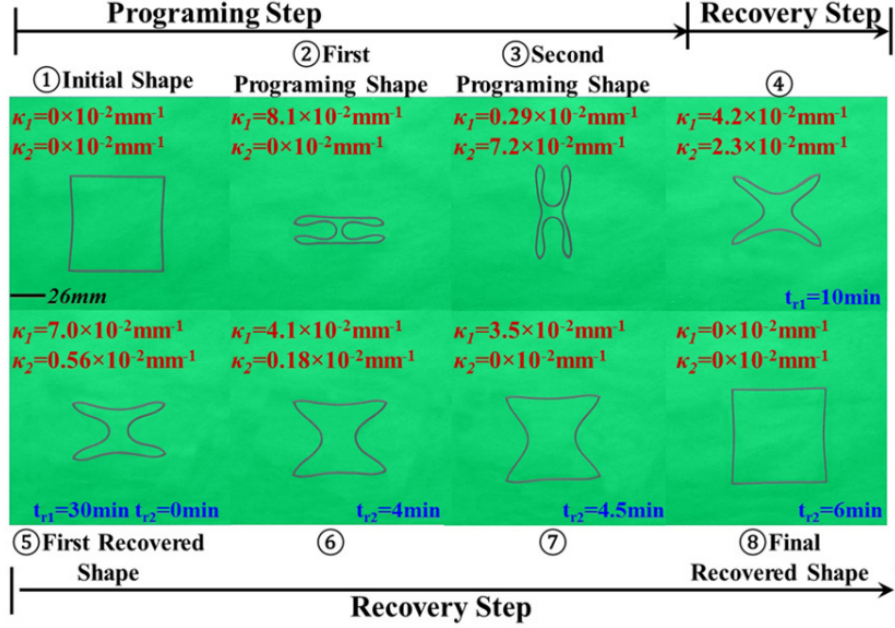 Programing Step
Recovery Step
①Initial Shape
②First
Programing Shape
③Second
Programing Shape
④
κ1=0×10-2mm-1
κ2=0×10-2mm-1
κ1=8.1×10-2mm-1
κ2=0×10-2mm-1
κ1=0.29×10-2mm-1
κ2=7.2×10-2mm-1
κ1=4.2×10-2mm-1
κ2=2.3×10-2mm-1
26mm
tr1=10min
κ1=7.0×10-2mm-1
κ2=0.56×10-2mm-1
κ1=4.1×10-2mm-1
κ2=0.18×10-2mm-1
κ1=3.5×10-2mm-1
κ2=0×10-2mm-1
κ1=0×10-2mm-1
κ2=0×10-2mm-1
tr1=30min tr2=0min
tr2=4min
tr2=4.5min
tr2=6min
⑤First Recovered
Shape
⑥
⑦
⑧Final
Recovered Shape
Recovery Step